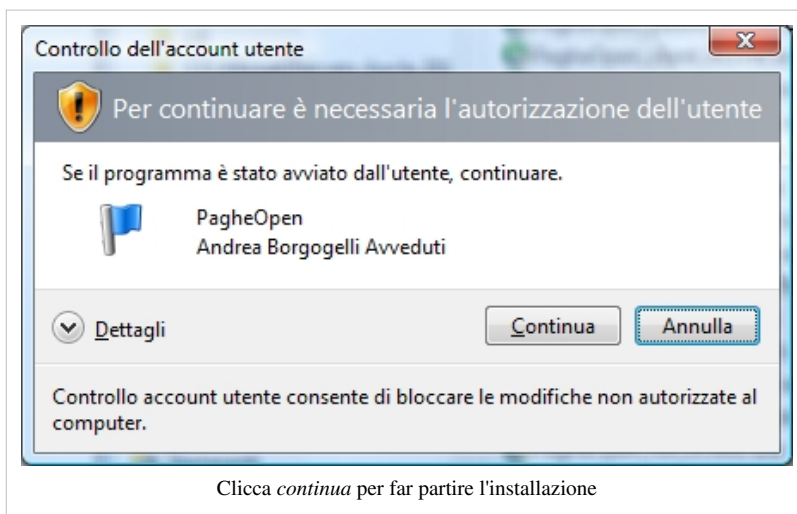 Controllo dell'account utente
Per continuare è necessaria l'autorizzazione dell'utente
Se il programma è stato avviato dall'utente, continuare.
PagheOpen
Andrea Borgogelli Avveduti
Dettagli
Continua
Annulla
Controllo account utente consente di bloccare le modifiche non autorizzate al
computer.
Clicca continua per far partire l'installazione